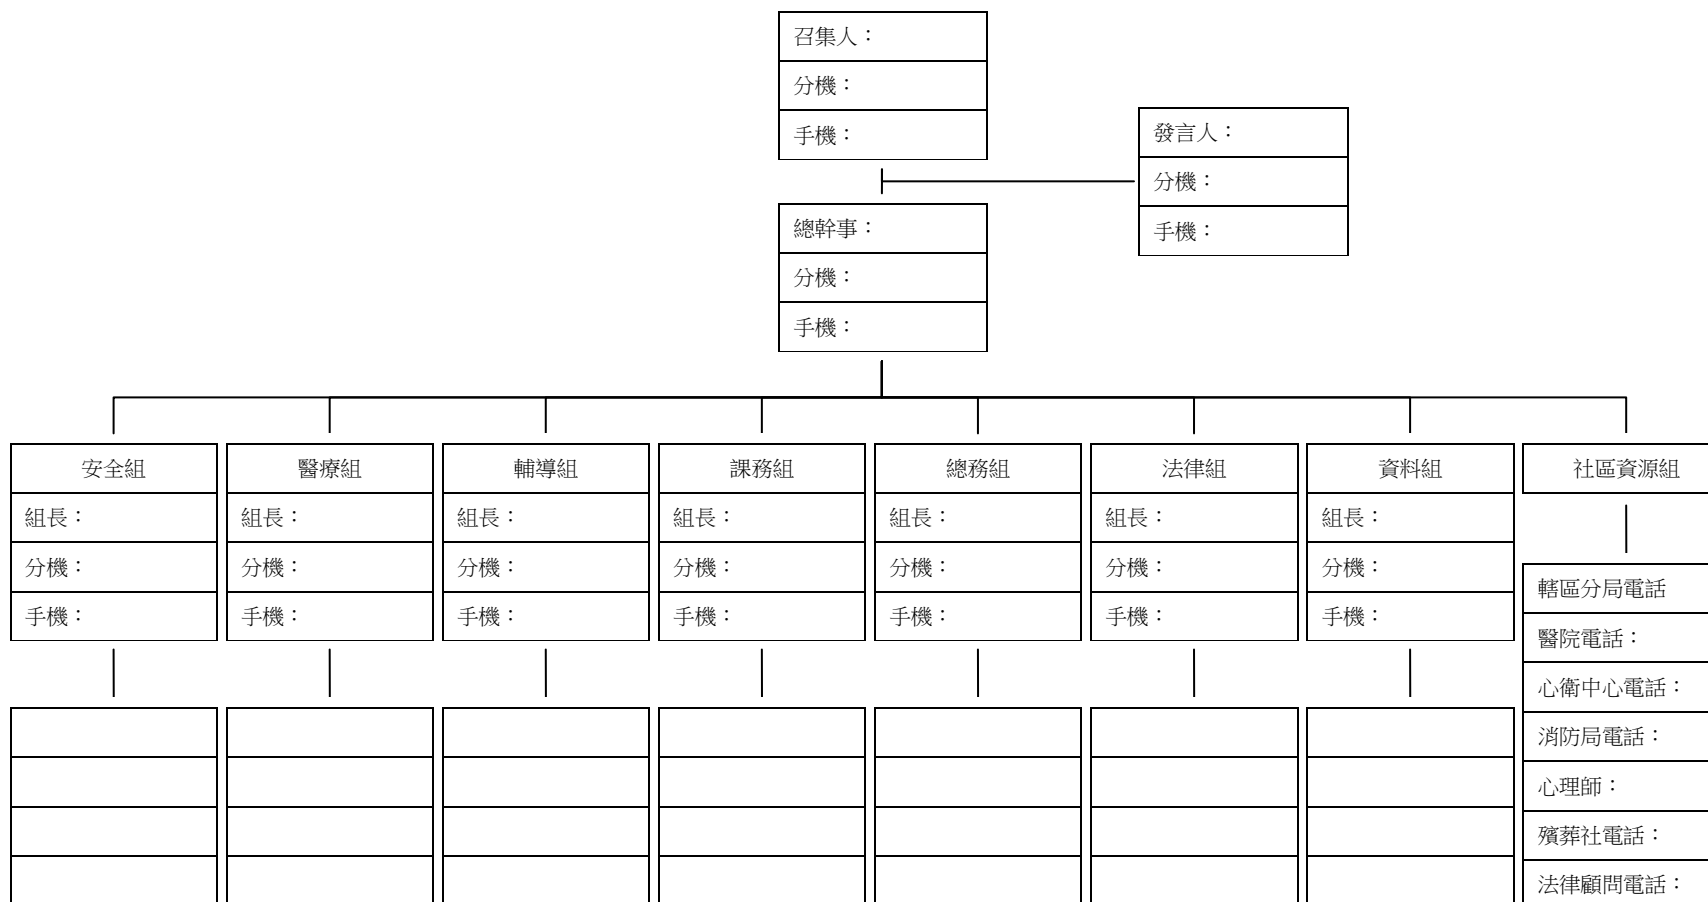 召集人：
分機：
手機：
發言人：
分機：
手機：
總幹事：
分機：
手機：
安全組
組長：
分機：
手機：
醫療組
組長：
分機：
手機：
輔導組
組長：
分機：
手機：
課務組
組長：
分機：
手機：
總務組
組長：
分機：
手機：
法律組
組長：
分機：
手機：
資料組
組長：
分機：
手機：
社區資源組
轄區分局電話
醫院電話：
心衛中心電話：
消防局電話：
心理師：
殯葬社電話：
法律顧問電話：